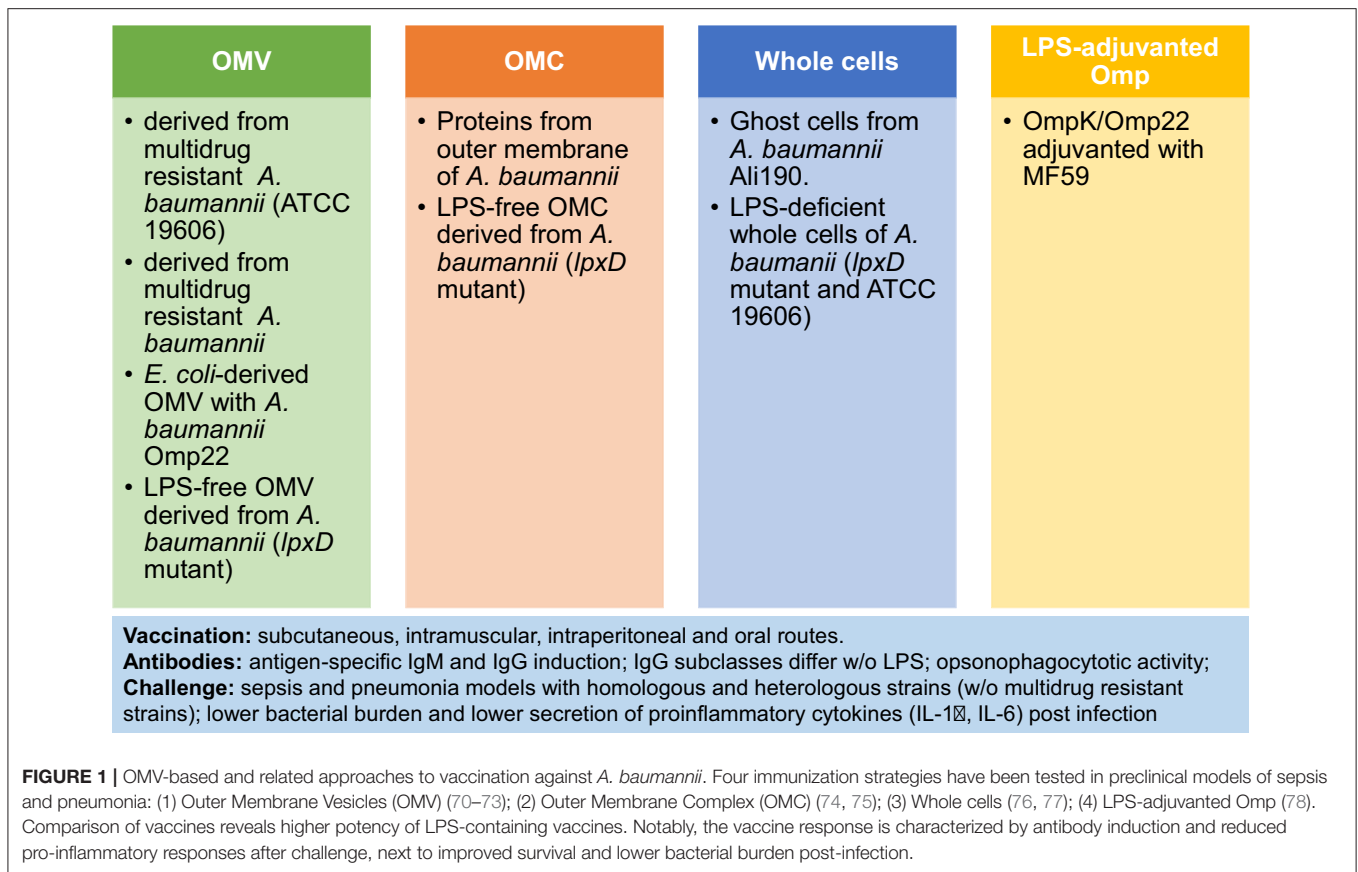 OMV
derived from
multidrug
resistant A.
baumannii (ATCC
19606)
derived from
multidrug
resistant A.
baumannii
E. coli-derived
OMV with A.
baumannii
Omp22
LPS-free OMV
derived from A.
baumannii (lpxD
mutant)
OMC
Proteins from
outer membrane
of A. baumannii
LPS-free OMC
derived from A.
baumannii (lpxD
mutant)
Whole cells
Ghost cells from
A. baumannii
Ali190.
LPS-deficient
whole cells of A.
baumanii (lpxD
mutant and ATCC
19606)
LPS-adjuvanted
Omp
OmpK/Omp22
adjuvanted with
MF59
Vaccination: subcutaneous, intramuscular, intraperitoneal and oral routes.
Antibodies: antigen-specific IgM and IgG induction; IgG subclasses differ w/o LPS; opsonophagocytotic activity;
Challenge: sepsis and pneumonia models with homologous and heterologous strains (w/o multidrug resistant
strains); lower bacterial burden and lower secretion of proinflammatory cytokines (IL-1�, IL-6) post infection
FIGURE 1 | OMV-based and related approaches to vaccination against A. baumannii. Four immunization strategies have been tested in preclinical models of sepsis
and pneumonia: (1) Outer Membrane Vesicles (OMV) (70–73); (2) Outer Membrane Complex (OMC) (74, 75); (3) Whole cells (76, 77); (4) LPS-adjuvanted Omp (78).
Comparison of vaccines reveals higher potency of LPS-containing vaccines. Notably, the vaccine response is characterized by antibody induction and reduced
pro-inflammatory responses after challenge, next to improved survival and lower bacterial burden post-infection.